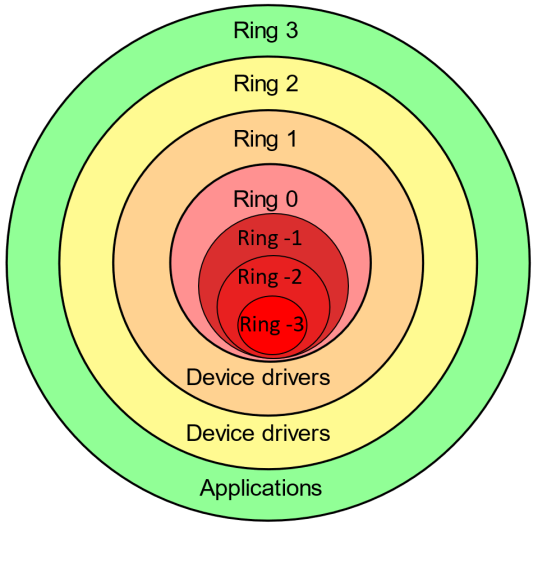 Ring 3
Ring 2
Ring 1
Ring 0
Ring -1
Ring -2
Ring -3
Device drivers
Device drivers
Applications